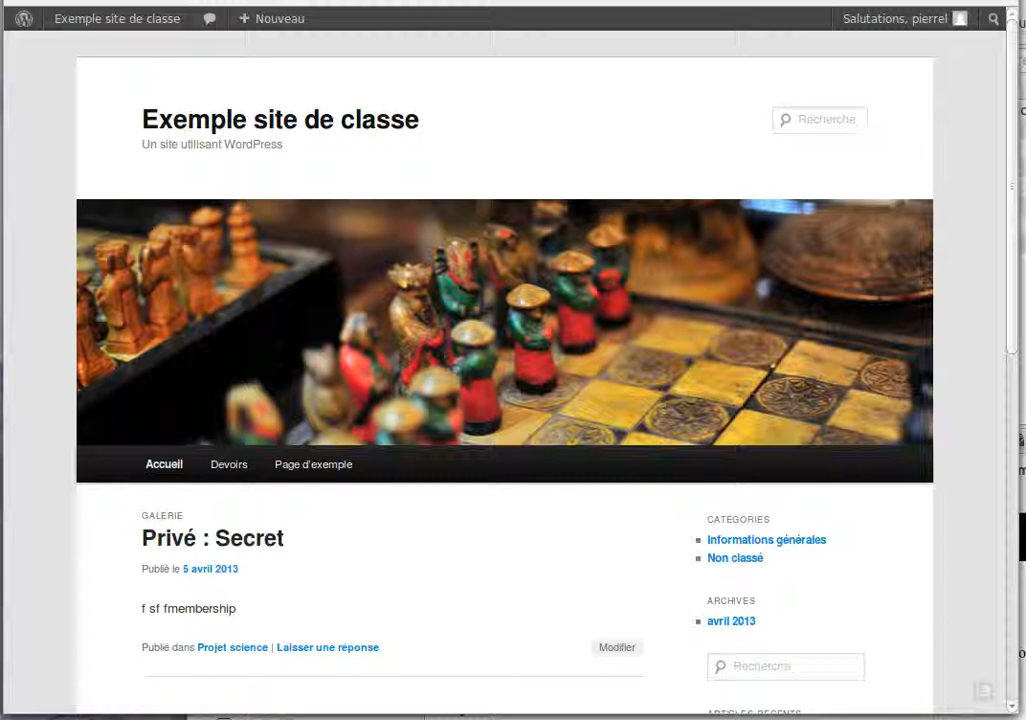 Exemple site de classe
Nouveau
Salutations, pierrel
Exemple site de classe
Un site utilisant WordPress
Recherche
Accueil
Devoirs
Page d'exemple
GALERIE
Privé : Secret
Publié le 5 avril 2013
f sf fmembership
Publié dans Projet science | Laisser une réponse
Modifier
CATÉGORIES
Informations générales
Non classé
ARCHIVES
avril 2013
Recherche
ARTICLES RÉCENTS